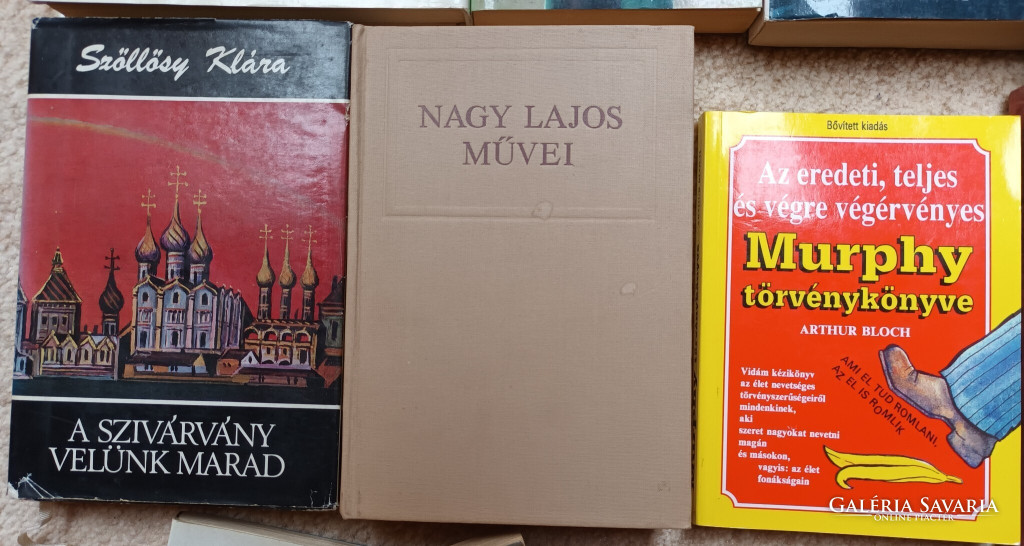 Szöllősy Klára
A SZIVÁRVÁNY
VELÜNK MARAD
NAGY LAJOS
MŰVEI
Bővített kiadás
Az eredeti, teljes
és végre végérvényes
Murphy
törvénykönyve
ARTHUR BLOCH
AMI EL TUD ROMLANI,
AZ EL IS ROMLIK
Vidám kézikönyv
az élet nevetséges
törvényszerűségeiről
mindenkinek,
aki
szeret nagyokat nevetni
magán
és másokon,
vagyis: az élet
fonákságain
GALÉRIA SAVARIA
ONLINE PIACTÉR